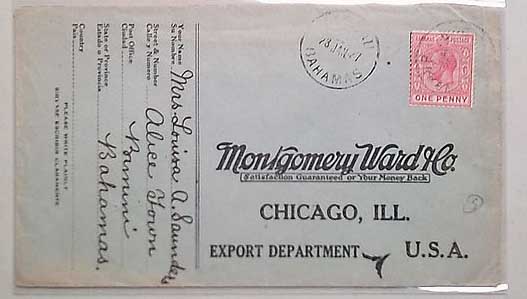 Your Name
Su Nombre
Mrs Louisa A. Saunders
Street & Number
Calle y Número
Alice Town
Post Office
Ciudad
Bimini
State or Province
Estado o Provincia
Bahamas.
Country
País
PLEASE WRITE PLAINLY
SIRVASE ESCRIBIR CLARAMENTE
BAHAMAS
ONE PENNY
Montgomery Ward & Co.
Satisfaction Guaranteed or Your Money Back
CHICAGO, ILL.
EXPORT DEPARTMENT
U.S.A.